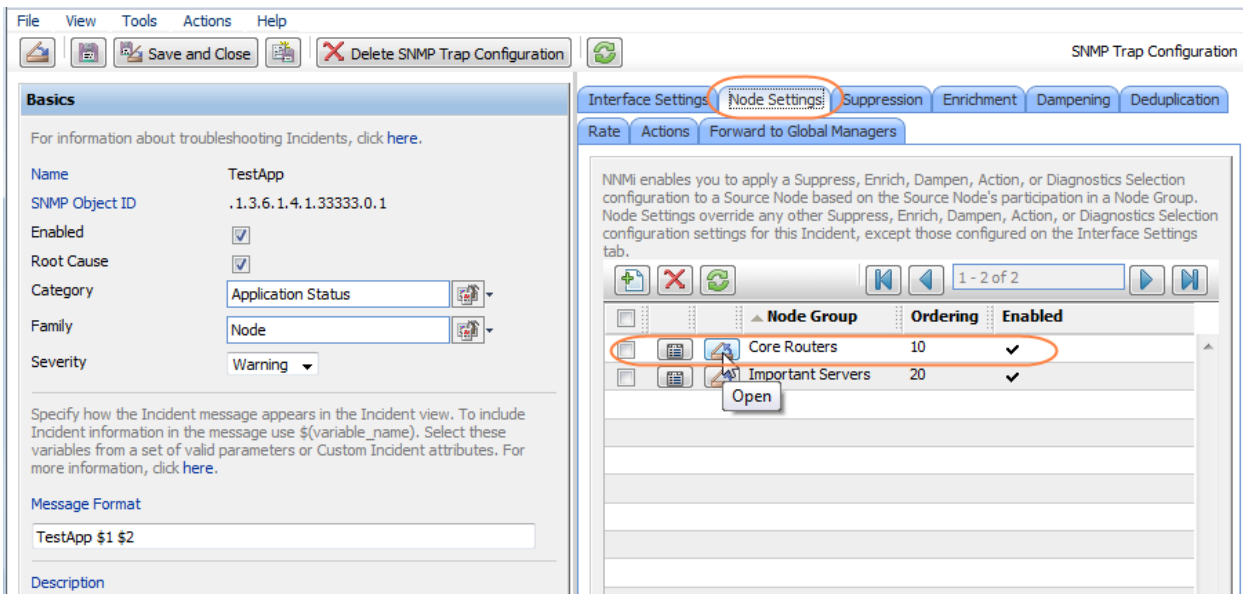 File View Tools Actions Help
Save and Close Delete SNMP Trap Configuration SNMP Trap Configuration
Basics
For information about troubleshooting Incidents, click here.
Name TestApp
SNMP Object ID .1.3.6.1.4.1.33333.0.1
Enabled
Root Cause
Category Application Status
Family Node
Severity Warning
Specify how the Incident message appears in the Incident view. To include
Incident information in the message use $(variable_name). Select these
variables from a set of valid parameters or Custom Incident attributes. For
more information, click here.
Message Format
TestApp $1 $2
Description
Interface Settings Node Settings Suppression Enrichment Dampening Deduplication
Rate Actions Forward to Global Managers
NNMi enables you to apply a Suppress, Enrich, Dampen, Action, or Diagnostics Selection
configuration to a Source Node based on the Source Node's participation in a Node Group.
Node Settings override any other Suppress, Enrich, Dampen, Action, or Diagnostics Selection
configuration settings for this Incident, except those configured on the Interface Settings
tab.
1 - 2 of 2
Node Group Ordering Enabled
Core Routers 10
Important Servers 20
Open